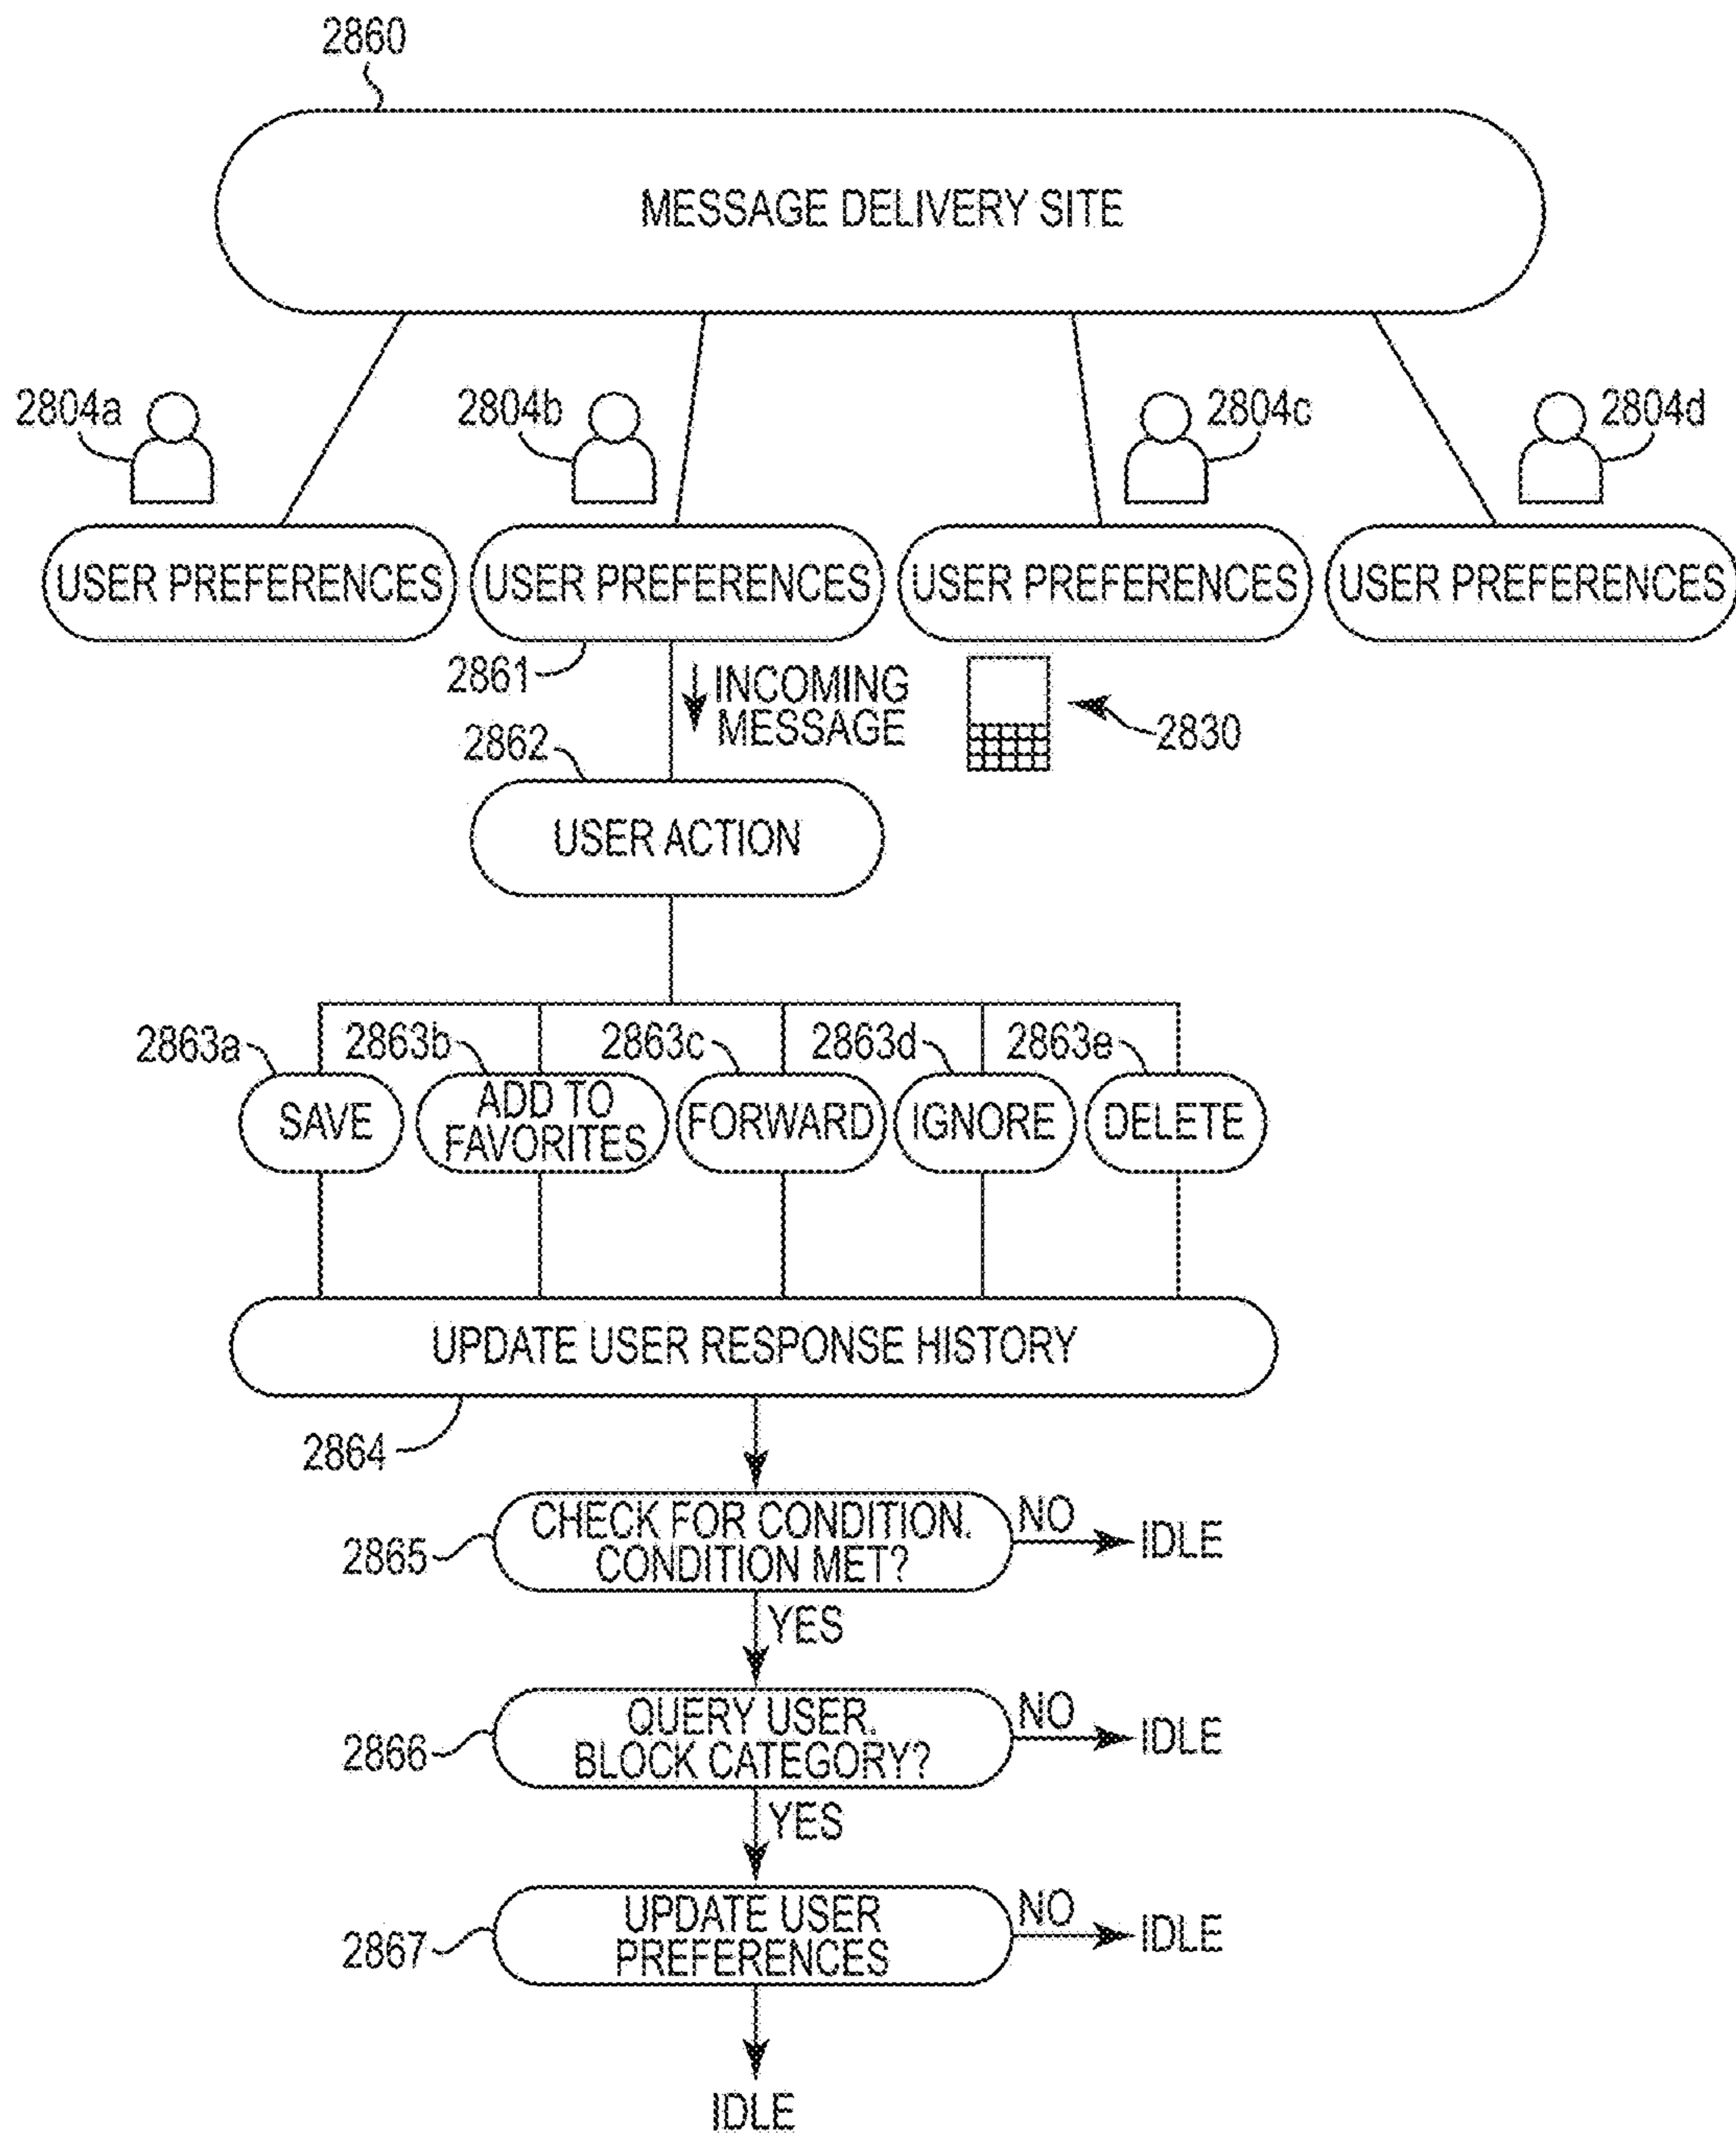 2860
MESSAGE DELIVERY SITE
2804a
2804b
2804c
2804d
USER PREFERENCES
USER PREFERENCES
USER PREFERENCES
USER PREFERENCES
2861
INCOMING
MESSAGE
2830
2862
USER ACTION
2863a
2863b
2863c
2863d
2863e
SAVE
ADD TO
FAVORITES
FORWARD
IGNORE
DELETE
UPDATE USER RESPONSE HISTORY
2864
CHECK FOR CONDITION.
CONDITION MET?
NO
IDLE
2865
YES
QUERY USER.
BLOCK CATEGORY?
NO
IDLE
2866
YES
UPDATE USER
PREFERENCES
NO
IDLE
2867
IDLE